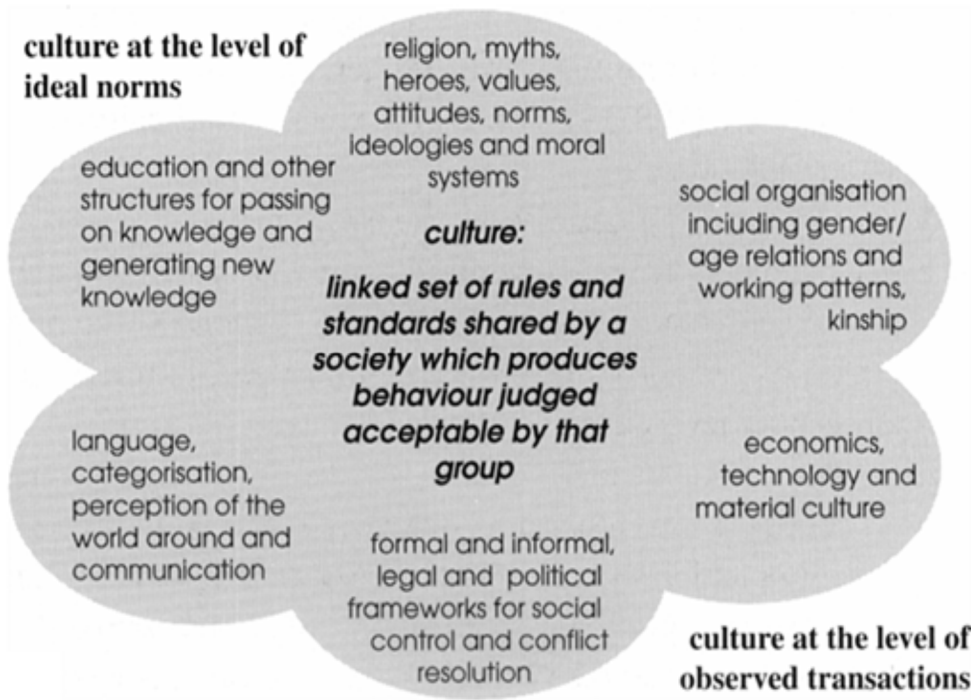 culture at the level of
ideal norms
religion, myths,
heroes, values,
attitudes, norms,
ideologies and moral
systems
education and other
structures for passing
on knowledge and
generating new
knowledge
social organisation
including gender/
age relations and
working patterns,
kinship
culture:
linked set of rules and
standards shared by a
society which produces
behaviour judged
acceptable by that
group
language,
categorisation,
perception of the
world around and
communication
economics,
technology and
material culture
formal and informal,
legal and political
frameworks for social
control and conflict
resolution
culture at the level of
observed transactions